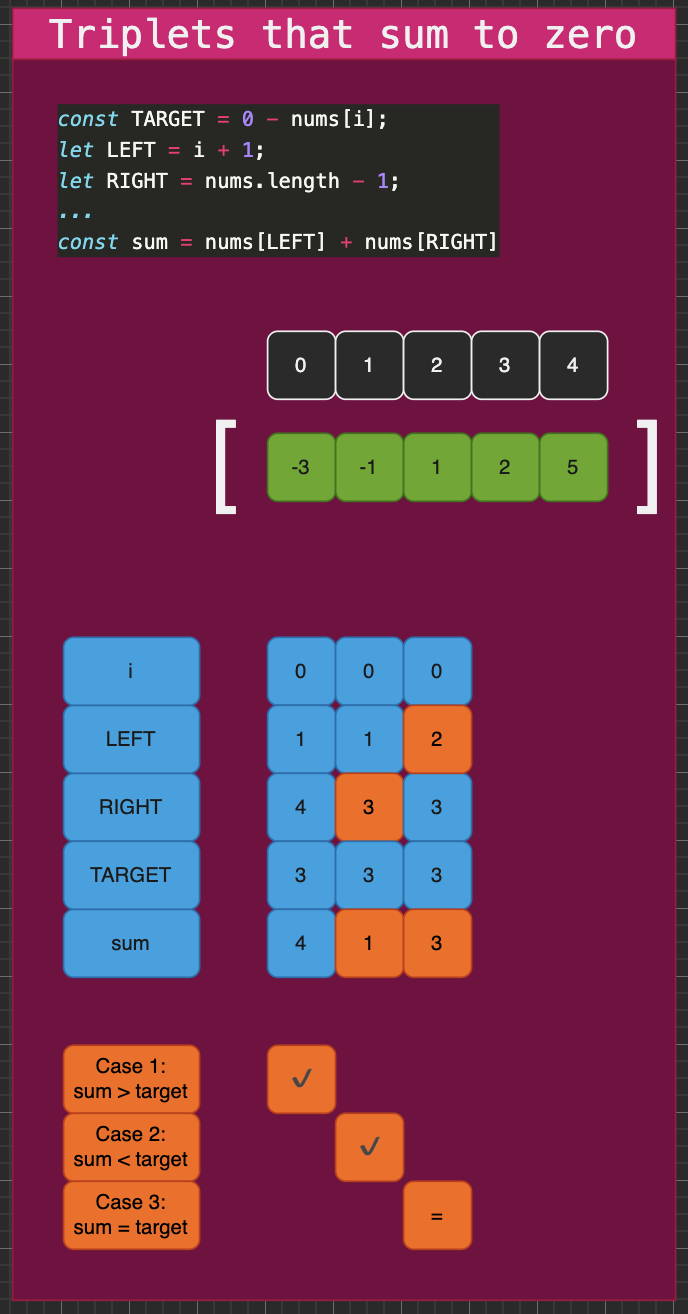 Triplets that sum to zero
const TARGET = 0 - nums[i];
let LEFT = i + 1;
let RIGHT = nums.length - 1;
...
const sum = nums[LEFT] + nums[RIGHT]
0 1 2 3 4
[ -3 -1 1 2 5 ]
i 0 0 0
LEFT 1 1 2
RIGHT 4 3 3
TARGET 3 3 3
sum 4 1 3
Case 1:
sum > target ✓
Case 2:
sum < target ✓
Case 3:
sum = target =